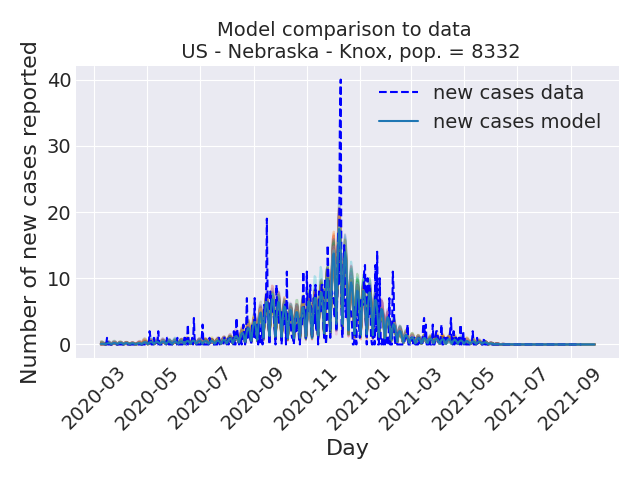 Model comparison to data
US - Nebraska - Knox, pop. = 8332
Number of new cases reported
40
30
20
10
0
new cases data
new cases model
2020-03
2020-05
2020-07
2020-09
2020-11
2021-01
2021-03
2021-05
2021-07
2021-09
Day